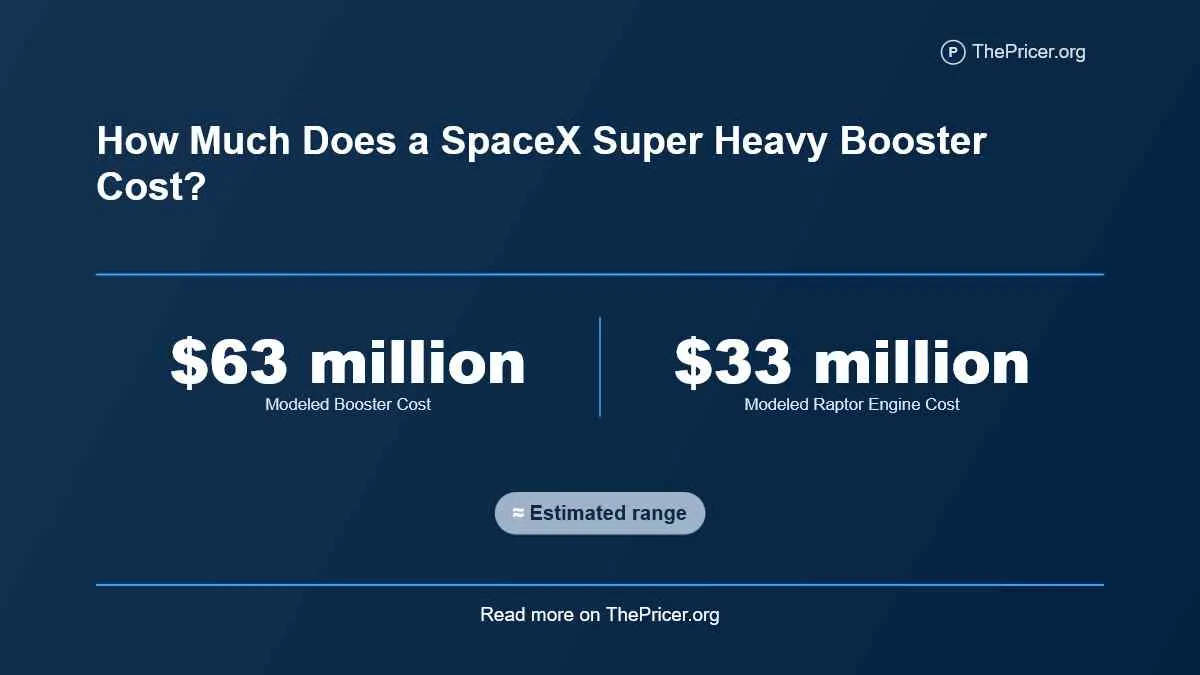 P ThePricer.org
How Much Does a SpaceX Super Heavy Booster
Cost?
$63 million
Modeled Booster Cost
$33 million
Modeled Raptor Engine Cost
≈ Estimated range
Read more on ThePricer.org